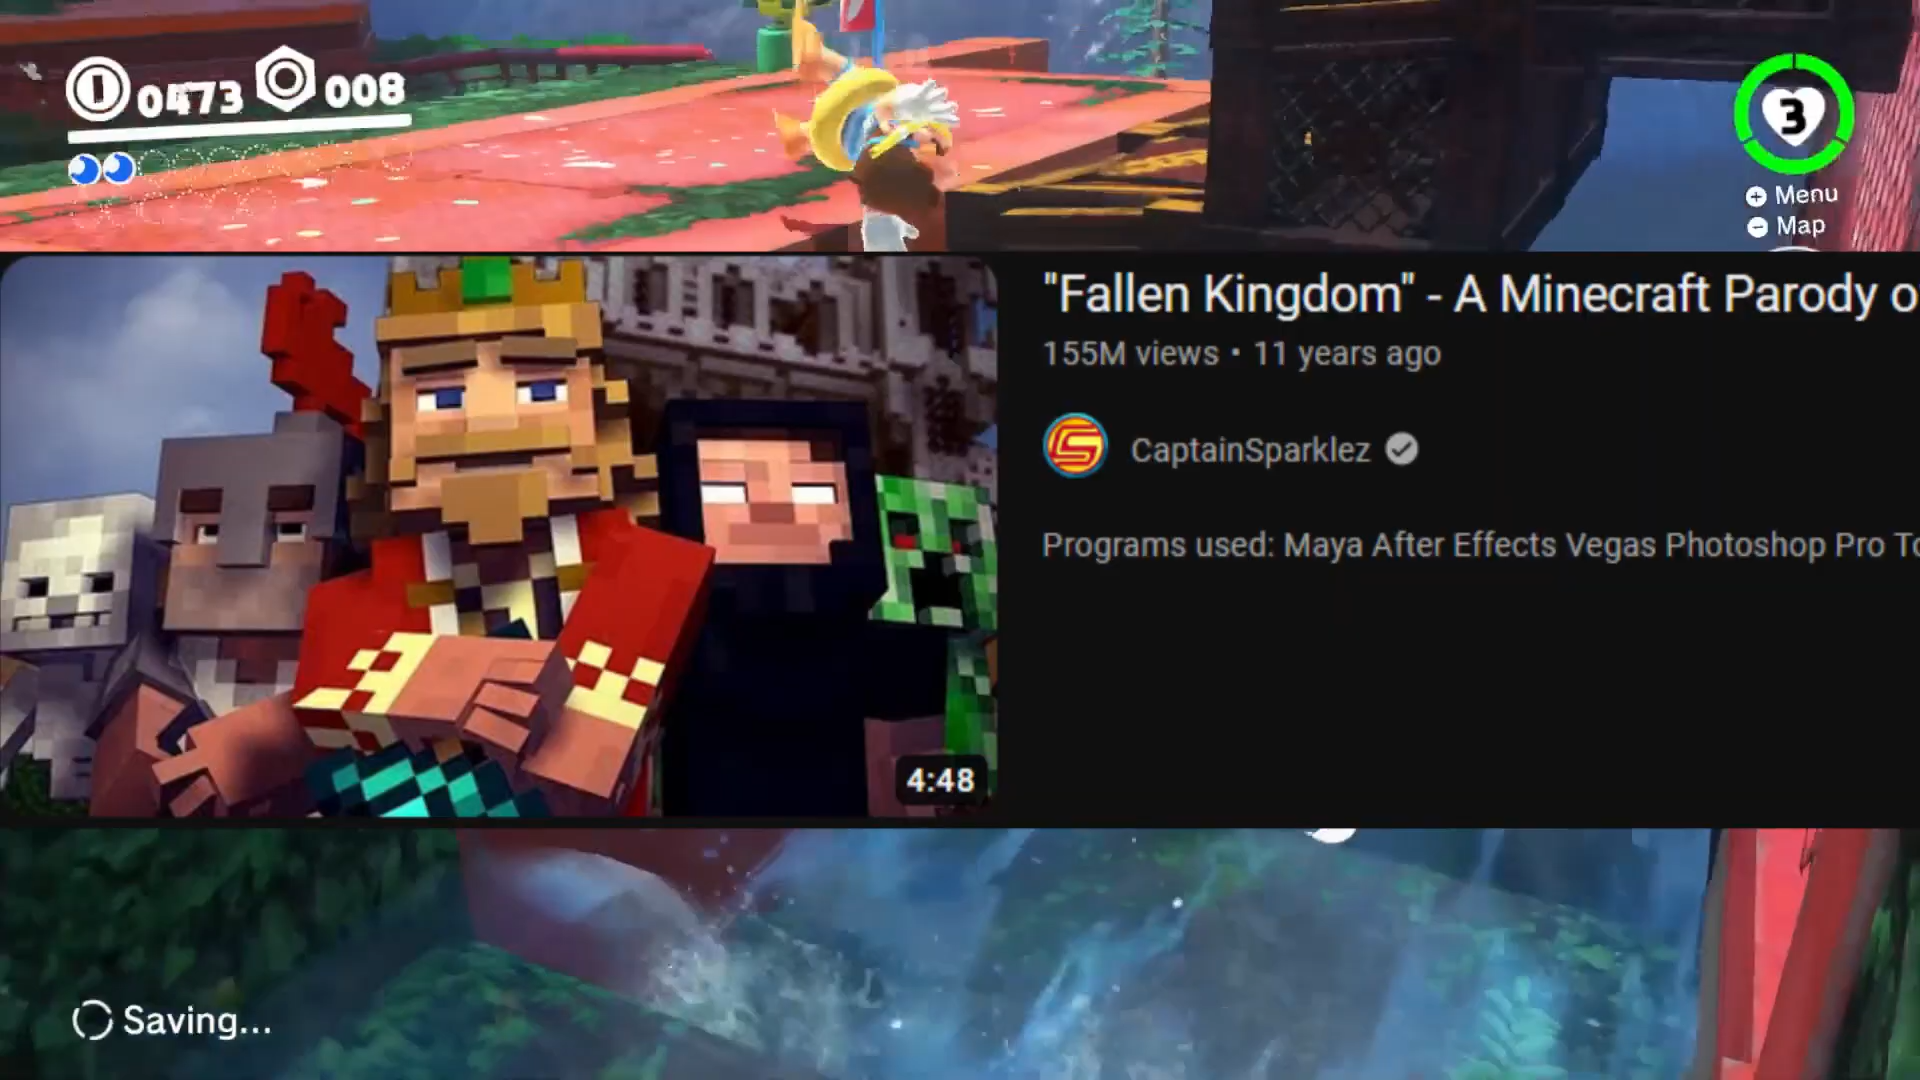 0473 008
3
Menu
Map
"Fallen Kingdom" - A Minecraft Parody o
155M views • 11 years ago
CaptainSparklez
Programs used: Maya After Effects Vegas Photoshop Pro To
4:48
Saving...